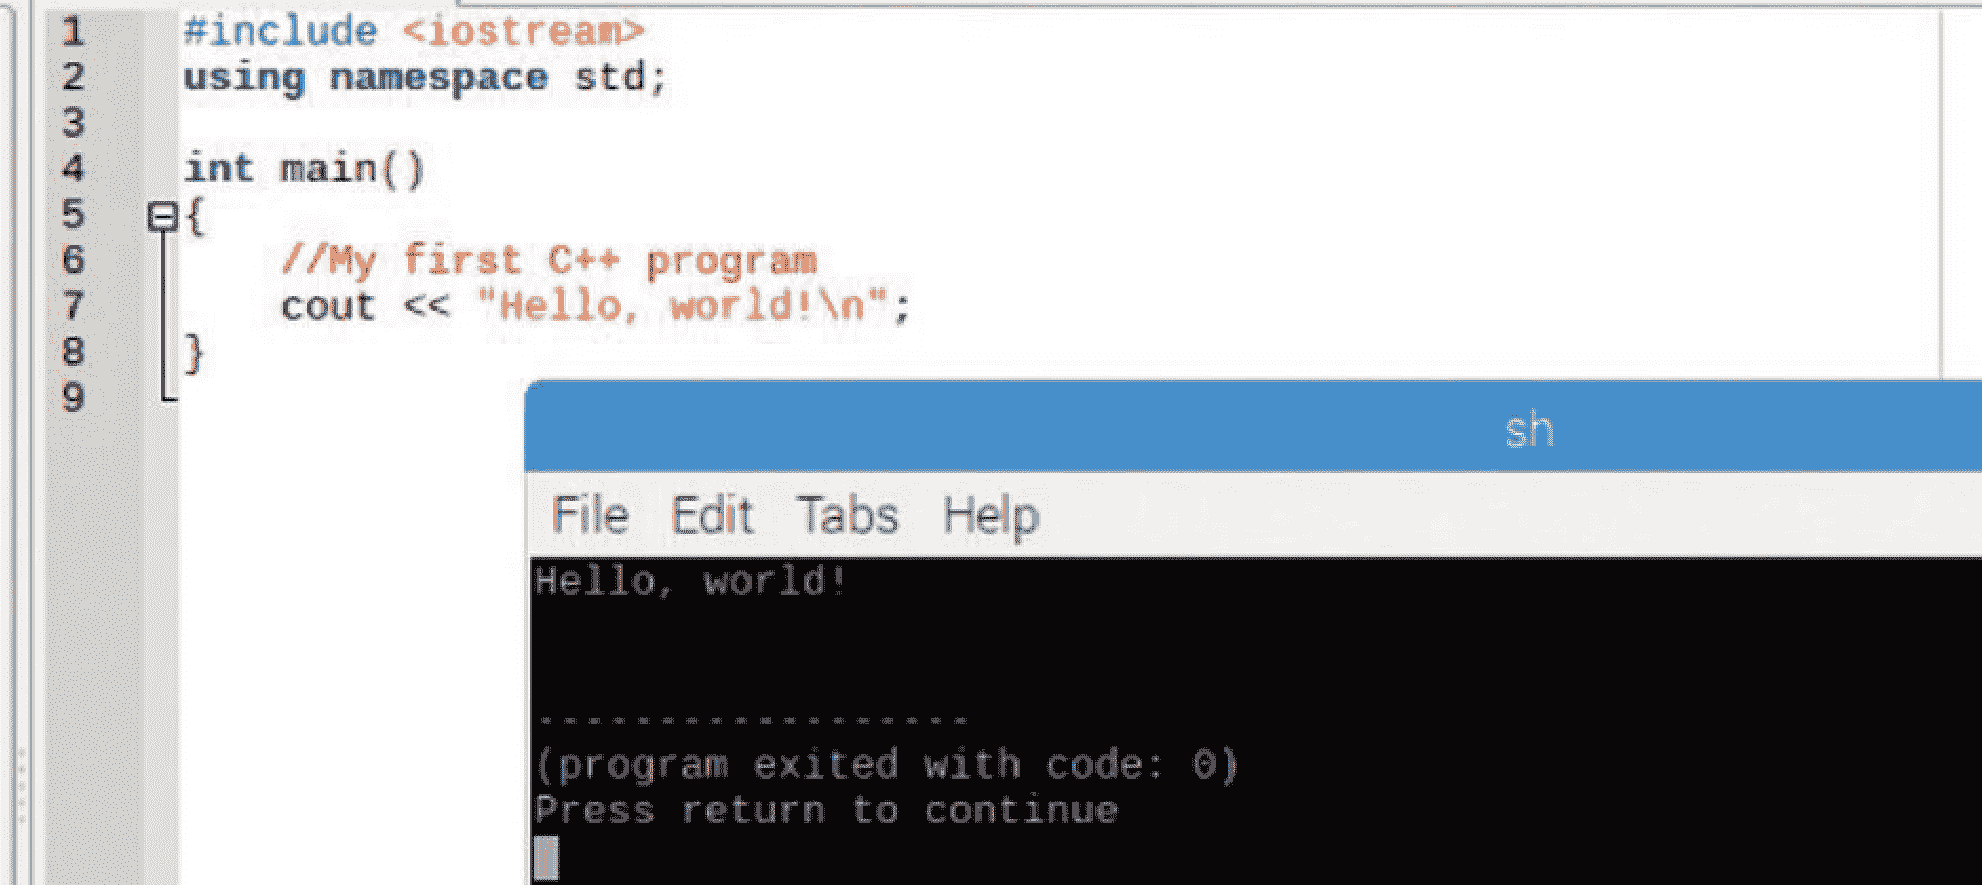 1 #include <iostream>
2 using namespace std;
3
4 int main()
5 {
6     //My first C++ program
7     cout << "Hello, world!\n";
8 }
9
sh
File Edit Tabs Help
Hello, world!
------------------
(program exited with code: 0)
Press return to continue